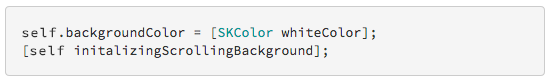 self.backgroundColor = [SKColor whiteColor];
[self initalizingScrollingBackground];